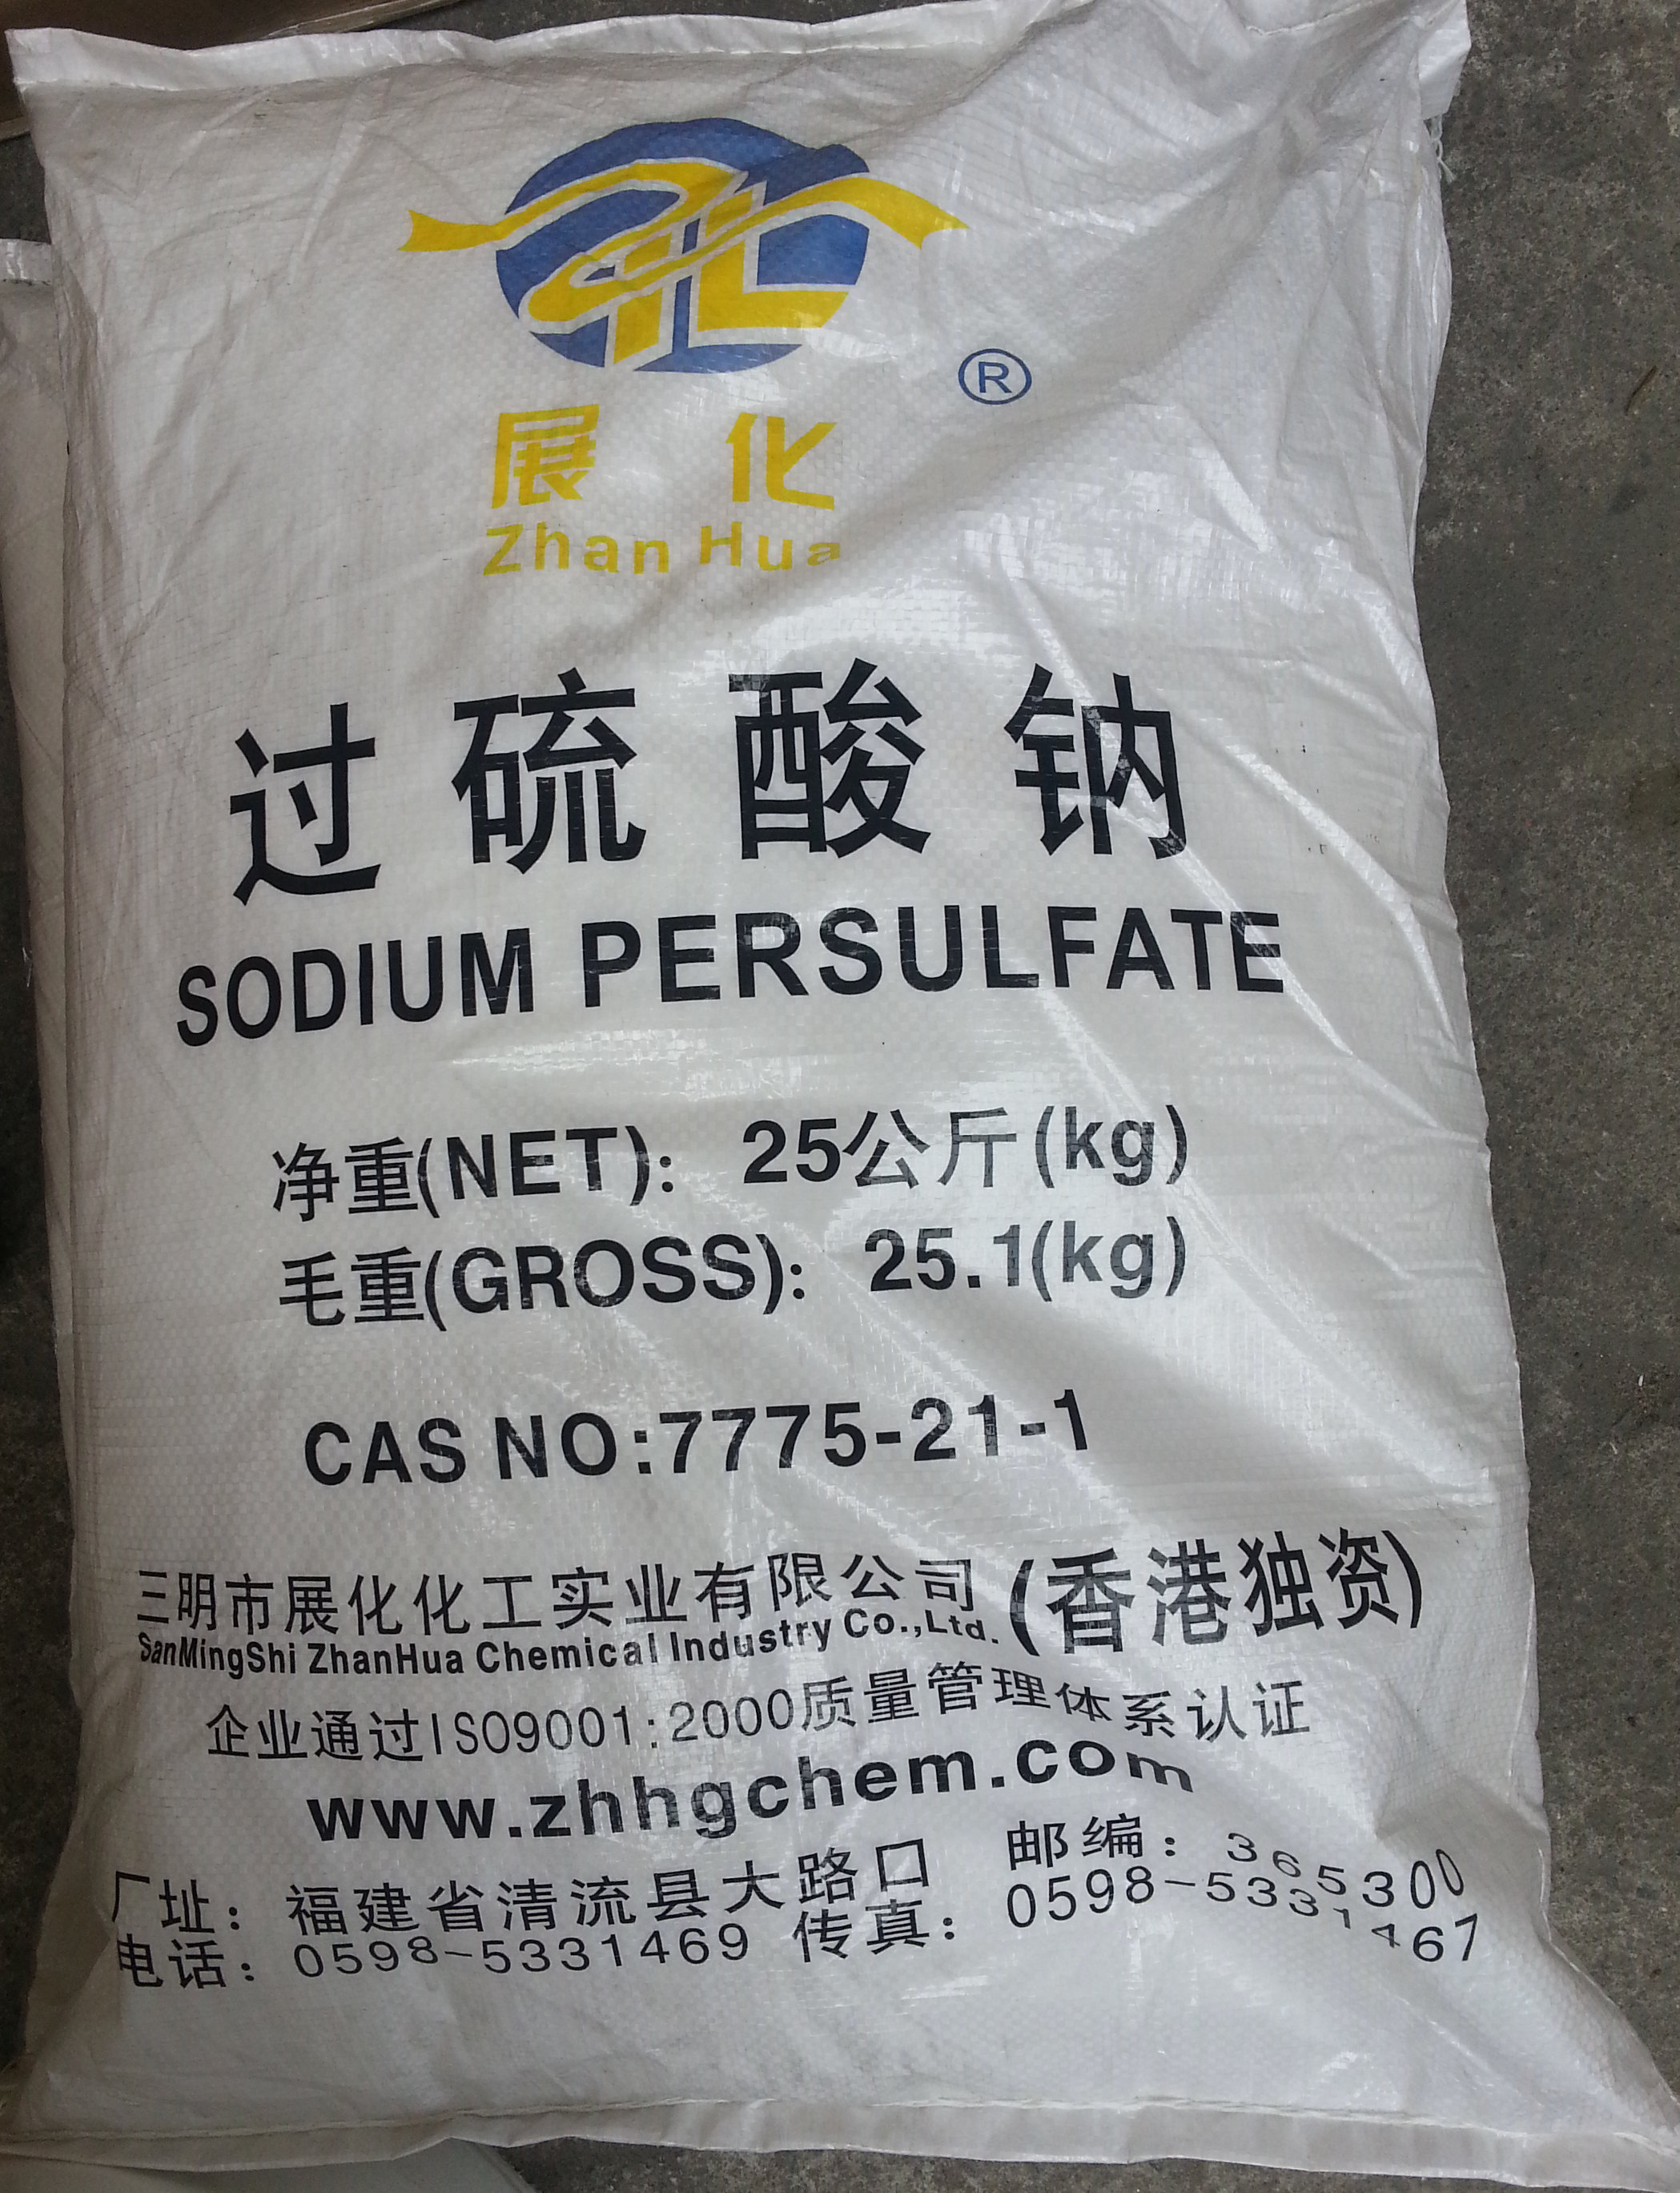 ®
展化
Zhan Hua
过硫酸钠
SODIUM PERSULFATE
净重(NET): 25公斤(kg)
毛重(GROSS): 25.1(kg)
CAS NO:7775-21-1
三明市展化化工实业有限公司(香港独资)
SanMingShi ZhanHua Chemical Industry Co.,Ltd.
企业通过ISO9001:2000质量管理体系认证
www.zhhgchem.com
厂址: 福建省清流县大路口 邮编: 365300
电话: 0598-5331469 传真: 0598-5331467